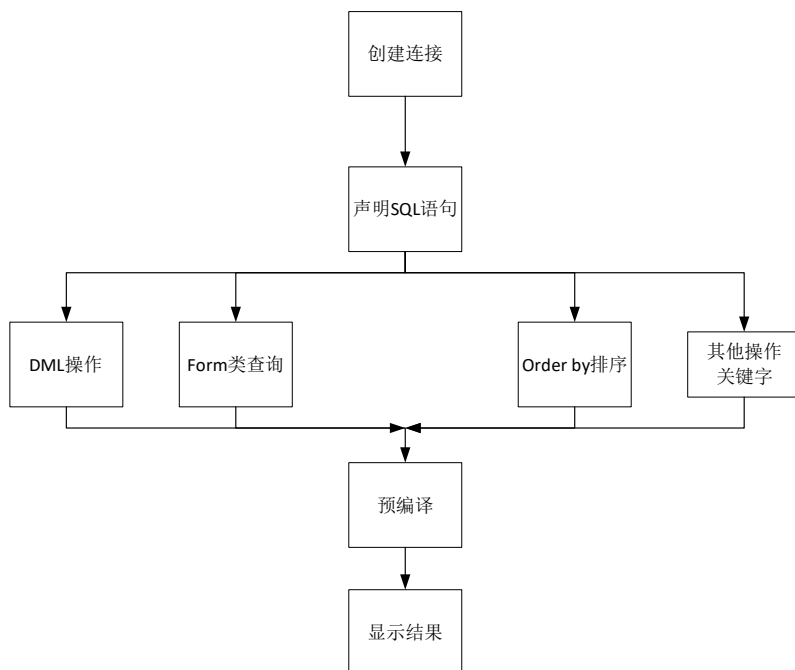 创建连接
声明SQL语句
DML操作
Form类查询
Order by排序
其他操作
关键字
预编译
显示结果